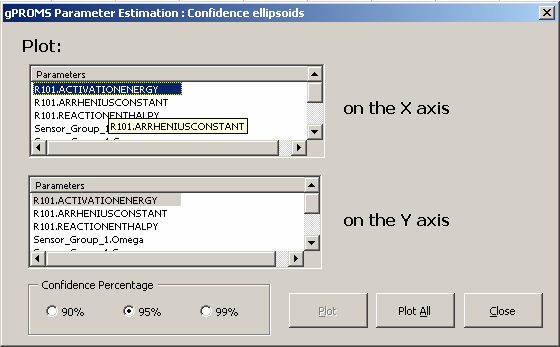 gPROMS Parameter Estimation : Confidence ellipsoids
Plot:
Parameters
R101.ACTIVATIONENERGY
R101.ARRHENIUSCONSTANT
R101.REACTIONENTHALPY
Sensor_Group_1
R101.ARRHENIUSCONSTANT
on the X axis
Parameters
R101.ACTIVATIONENERGY
R101.ARRHENIUSCONSTANT
R101.REACTIONENTHALPY
Sensor_Group_1.Omega
on the Y axis
Confidence Percentage
90%
95%
99%
Plot
Plot All
Close